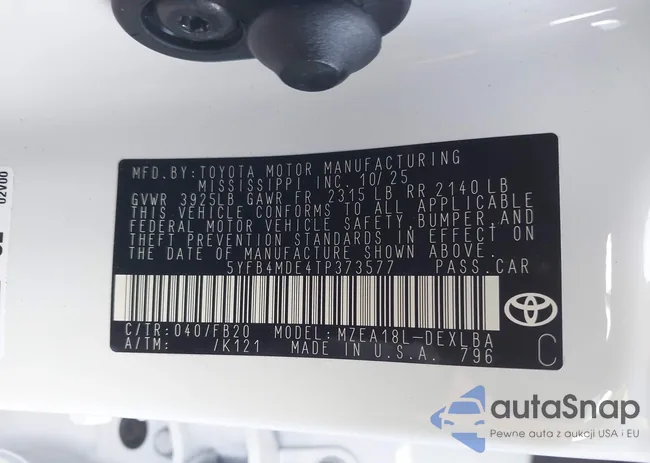 MFD.BY:TOYOTA MOTOR MANUFACTURING
MISSISSIPPI INC. 10/25
GVWR 3925LB GAWR FR 2315 LB RR 2140 LB
THIS VEHICLE CONFORMS TO ALL APPLICABLE
FEDERAL MOTOR VEHICLE SAFETY,BUMPER,AND
THEFT PREVENTION STANDARDS IN EFFECT ON
THE DATE OF MANUFACTURE SHOWN ABOVE.
5YFB4MDE4TP373577 PASS.CAR
C/TR:040/FB20 MODEL:MZEA18L-DEXLBA
A/TM: /K121 MADE IN U.S.A. 796
C
02V00
autaSnap
Pewne auta z aukcji USA i EU